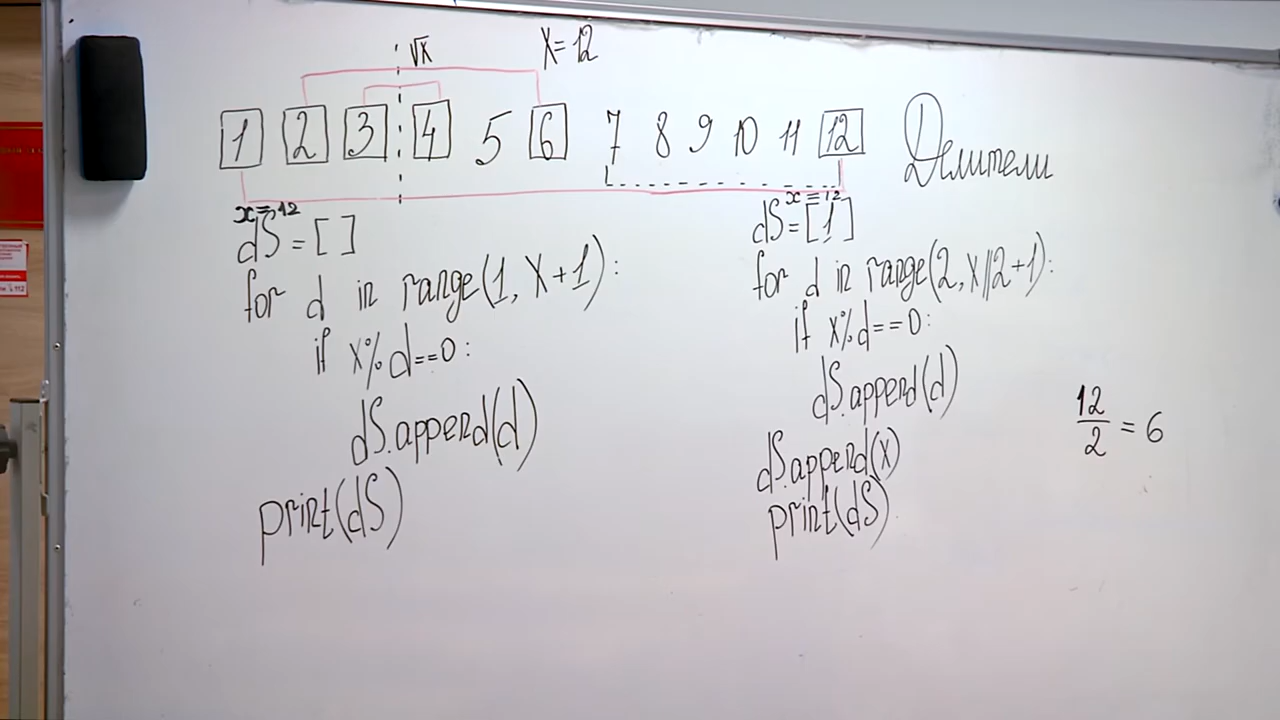 √x X=12
1 2 3 4 5 6 7 8 9 10 11 12 Делители
x=12
dS=[ ]
for d in range(1, X+1):
if x%d==0:
dS.append(d)
print(dS)
x=12
dS=[1]
for d in range(2, X//2+1):
if x%d==0:
dS.append(d)
dS.append(x)
print(dS)
12
2
= 6
112